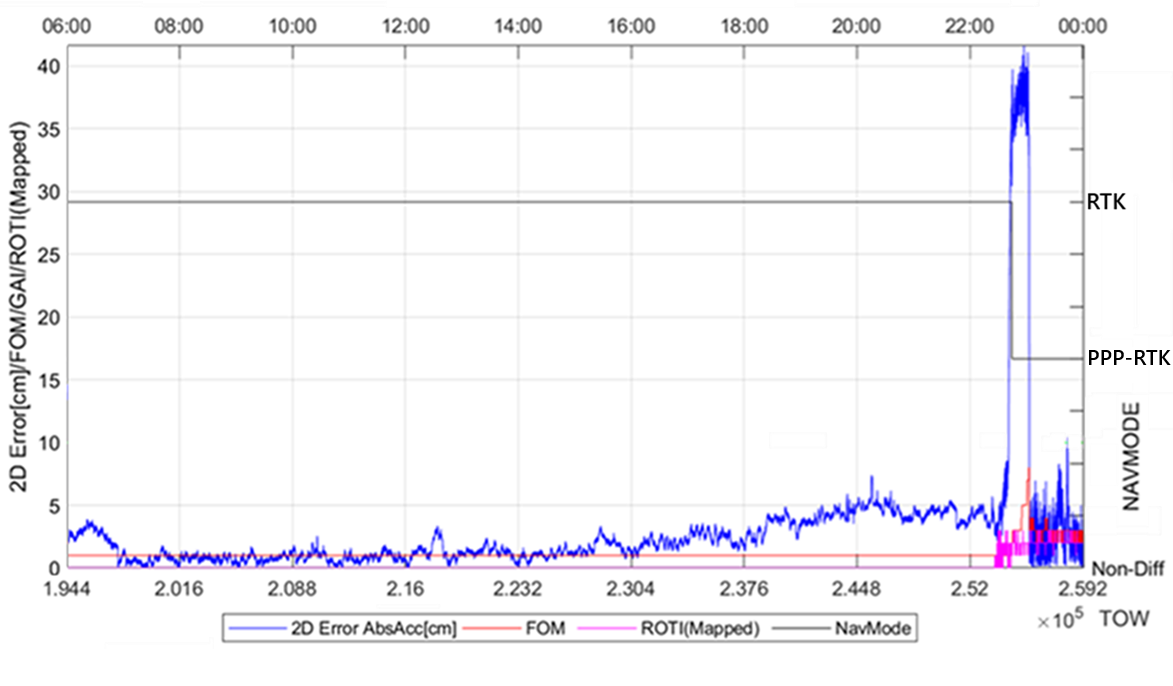 06:00 08:00 10:00 12:00 14:00 16:00 18:00 20:00 22:00 00:00
40
35
30
25
20
15
10
5
0
2D Error[cm]/FOM/GAI/ROTI(Mapped)
RTK
PPP-RTK
NAVMODE
Non-Diff
1.944 2.016 2.088 2.16 2.232 2.304 2.376 2.448 2.52 2.592
×10⁵ TOW
2D Error AbsAcc[cm] FOM ROTI(Mapped) NavMode